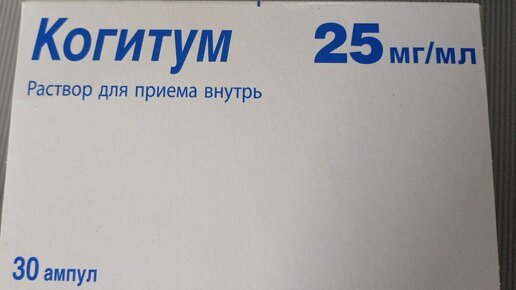 Когитум 25 мг/мл
Раствор для приема внутрь
30 ампул